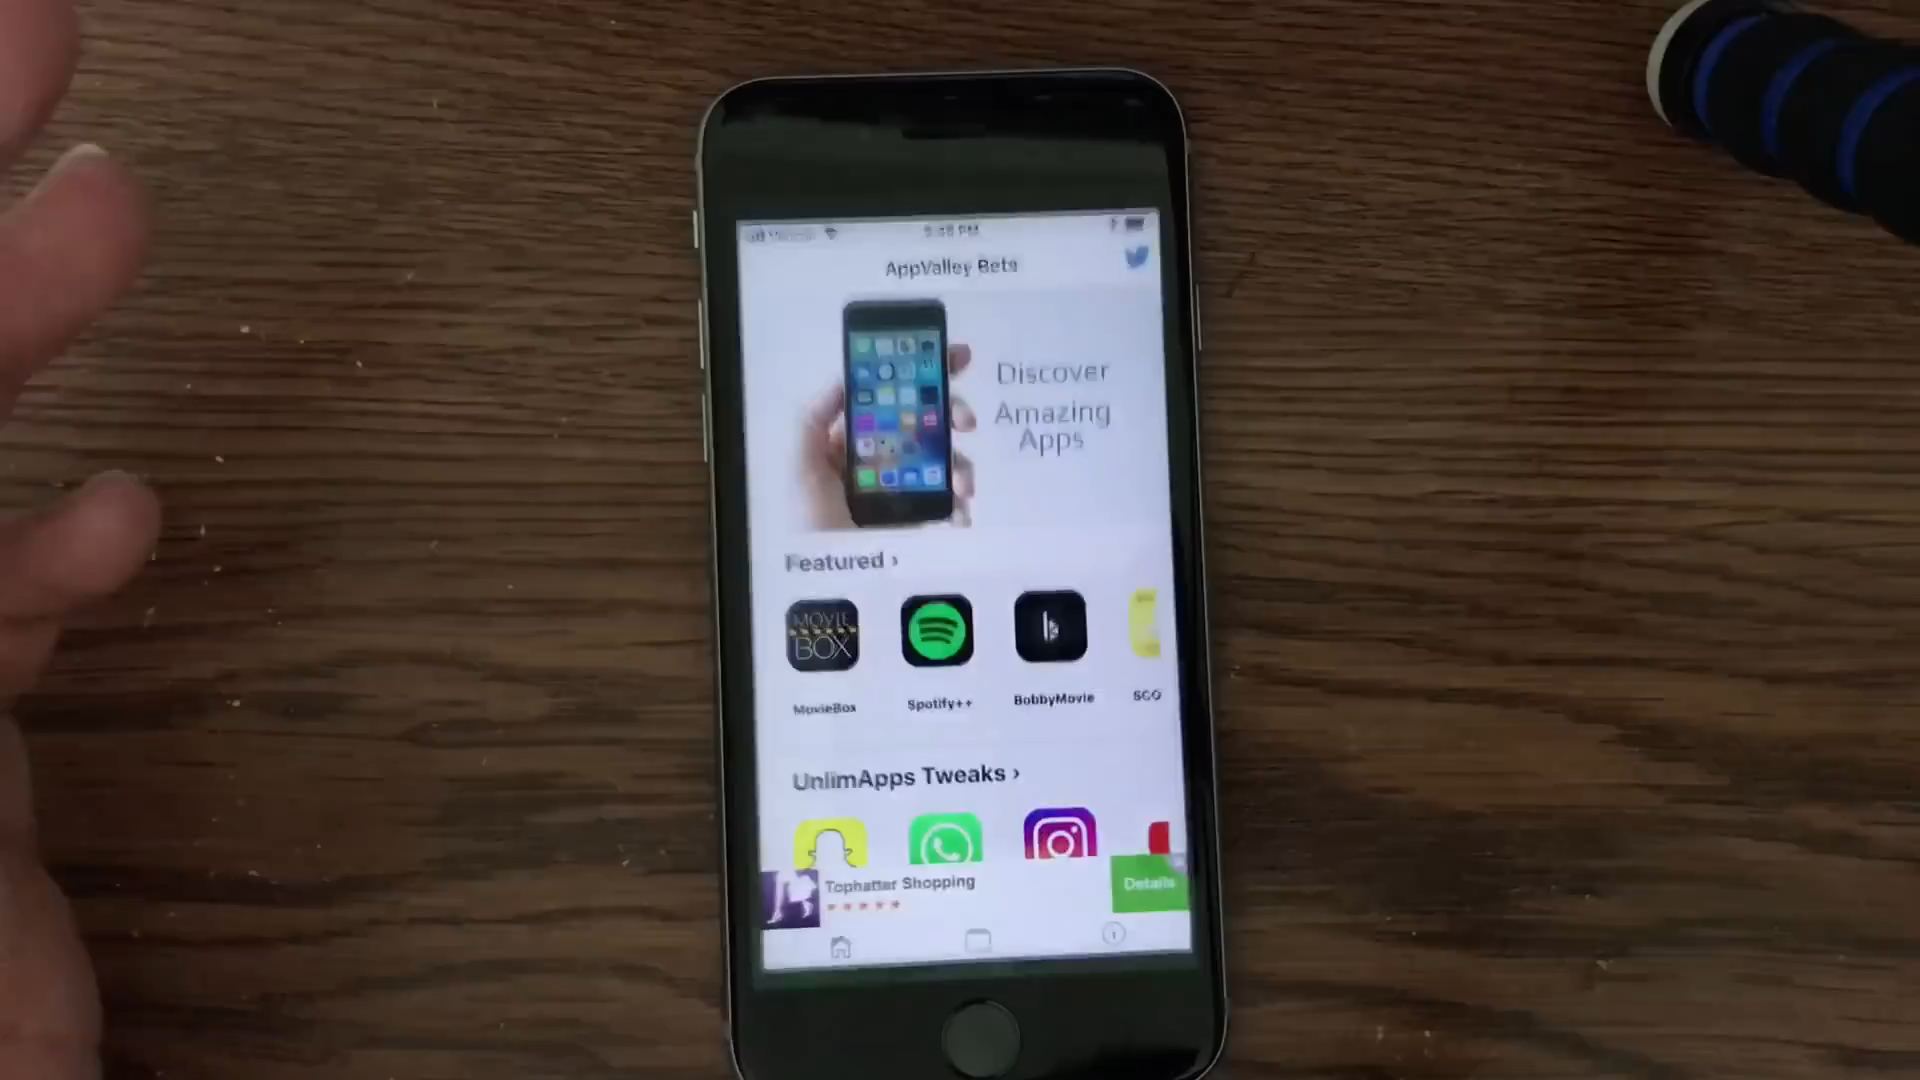 AppValley Beta
Discover
Amazing
Apps
Featured ›
MOVIE
BOX
MovieBox
Spotify++
BobbyMovie
SCO
UnlimApps Tweaks ›
Tophatter Shopping
Details